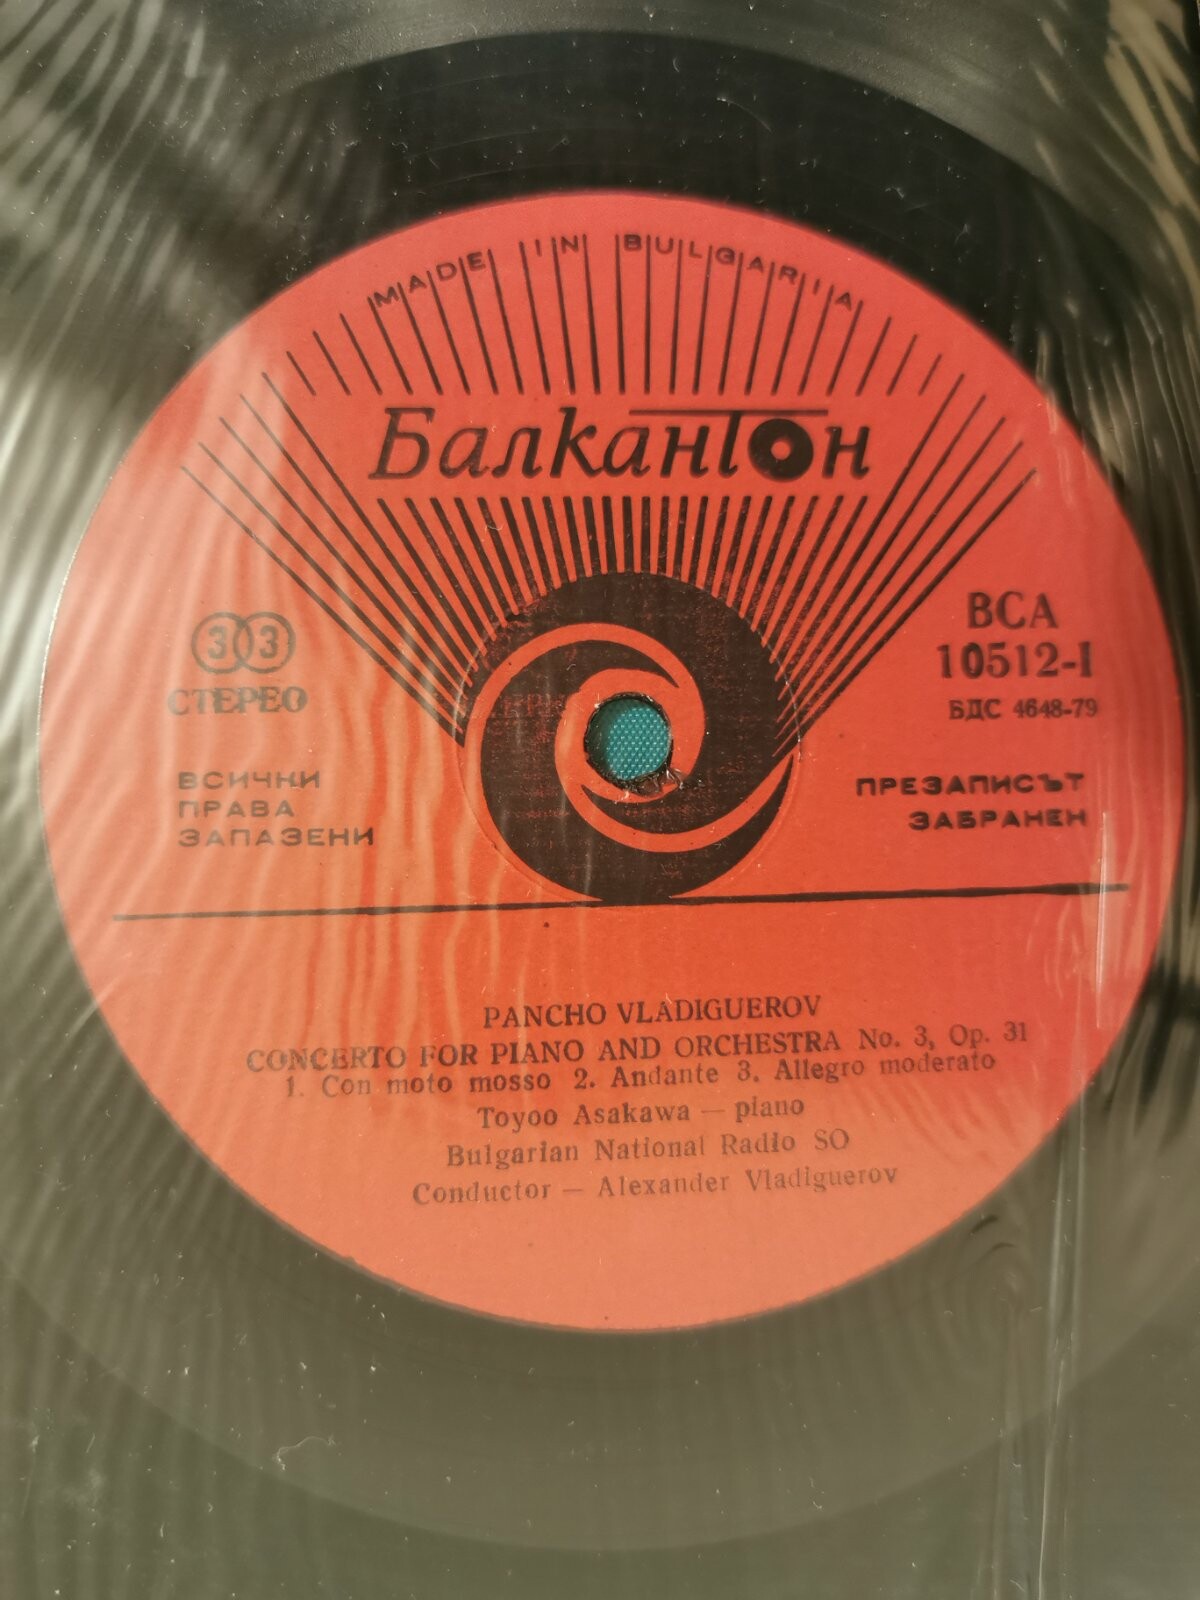 MADE IN BULGARIA
Балкантон
33
СТЕРЕО
ВСИЧКИ
ПРАВА
ЗАПАЗЕНИ
ВСА
10512-I
БДС 4648-79
ПРЕЗАПИСЪТ
ЗАБРАНЕН
PANCHO VLADIGUEROV
CONCERTO FOR PIANO AND ORCHESTRA No. 3, Op. 31
1. Con moto mosso 2. Andante 3. Allegro moderato
Toyoo Asakawa — piano
Bulgarian National Radio SO
Conductor — Alexander Vladiguerov